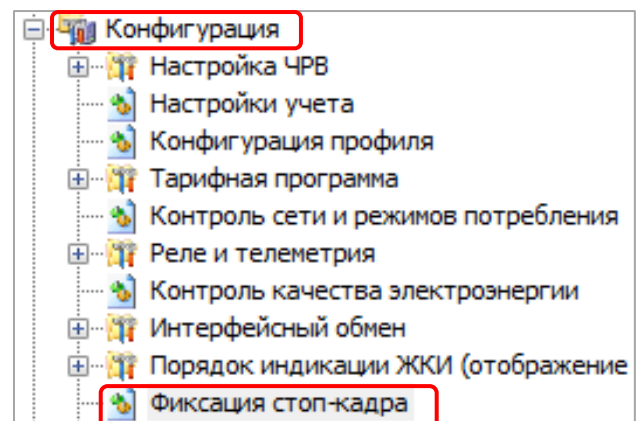 Конфигурация
Настройка ЧРВ
Настройки учета
Конфигурация профиля
Тарифная программа
Контроль сети и режимов потребления
Реле и телеметрия
Контроль качества электроэнергии
Интерфейсный обмен
Порядок индикации ЖКИ (отображение
Фиксация стоп-кадра